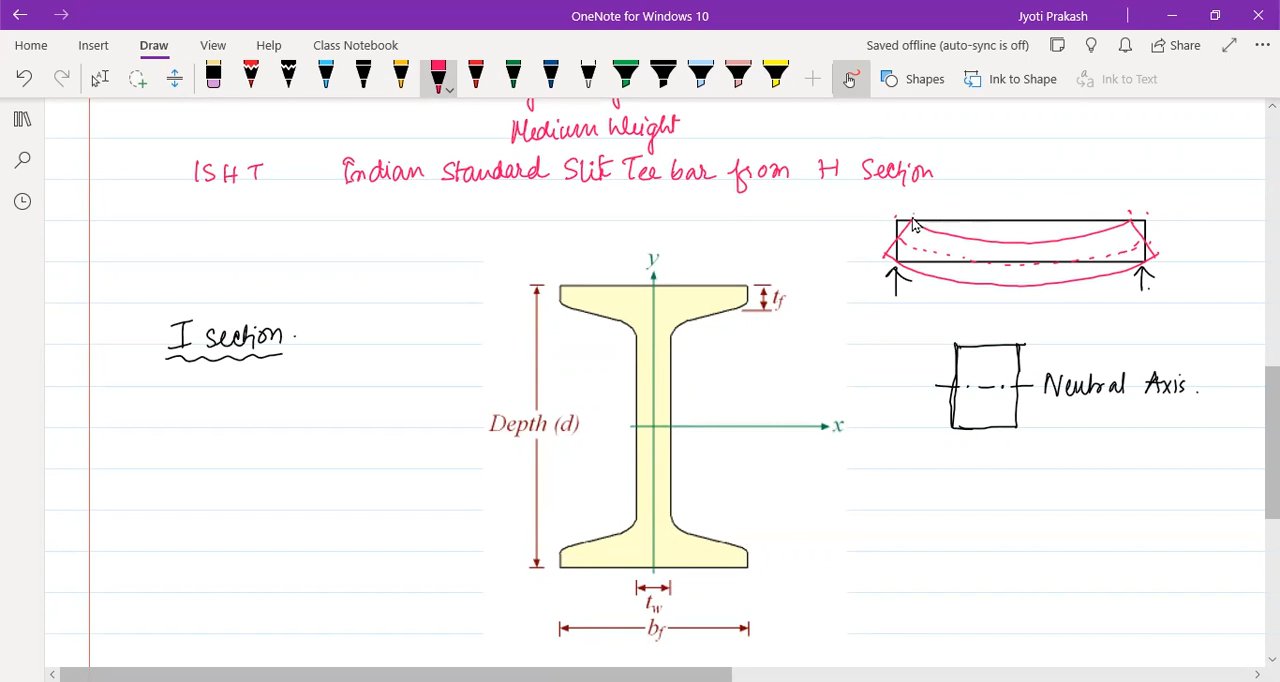 OneNote for Windows 10
Jyoti Prakash
Home Insert Draw View Help Class Notebook
Saved offline (auto-sync is off)
Share
Shapes
Ink to Shape
Ink to Text
Medium Weight
ISHT Indian Standard Slit Tee bar from H Section
y
tf
I section.
Depth (d)
x
Neutral Axis.
tw
bf